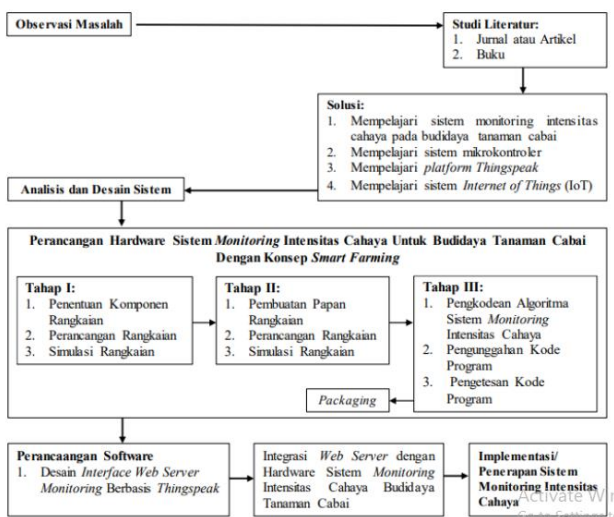 Observasi Masalah
Studi Literatur:
1. Jurnal atau Artikel
2. Buku
Solusi:
1. Mempelajari sistem monitoring intensitas
cahaya pada budidaya tanaman cabai
2. Mempelajari sistem mikrokontroler
3. Mempelajari platform Thingspeak
4. Mempelajari sistem Internet of Things (IoT)
Analisis dan Desain Sistem
Perancangan Hardware Sistem Monitoring Intensitas Cahaya Untuk Budidaya Tanaman Cabai
Dengan Konsep Smart Farming
Tahap I:
1. Penentuan Komponen
Rangkaian
2. Perancangan Rangkaian
3. Simulasi Rangkaian
Tahap II:
1. Pembuatan Papan
Rangkaian
2. Perancangan Rangkaian
3. Simulasi Rangkaian
Tahap III:
1. Pengkodean Algoritma
Sistem Monitoring
Intensitas Cahaya
2. Pengunggahan Kode
Program
3. Pengetesan Kode
Program
Packaging
Perancaangan Software
1. Desain Interface Web Server
Monitoring Berbasis Thingspeak
Integrasi Web Server dengan
Hardware Sistem Monitoring
Intensitas Cahaya Budidaya
Tanaman Cabai
Implementasi/
Penerapan Sistem
Monitoring Intensitas
Cahaya
Activate Wi